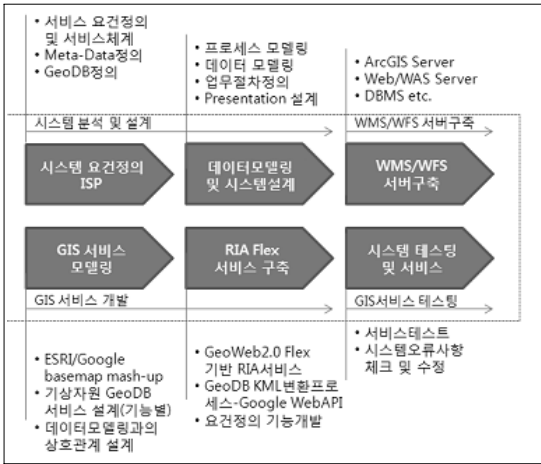 • 서비스 요건정의
및 서비스체계
• Meta-Data정의
• GeoDB정의
• 프로세스 모델링
• 데이터 모델링
• 업무절차정의
• Presentation 설계
• ArcGIS Server
• Web/WAS Server
• DBMS etc.
시스템 분석 및 설계
WMS/WFS 서버구축
시스템 요건정의
ISP
데이터모델링
및 시스템설계
WMS/WFS
서버구축
GIS 서비스
모델링
RIA Flex
서비스 구축
시스템 테스팅
및 서비스
GIS 서비스 개발
GIS서비스 테스팅
• ESRI/Google
basemap mash-up
• 기상자원 GeoDB
서비스 설계(기능별)
• 데이터모델링과의
상호관계 설계
• GeoWeb2.0 Flex
기반 RIA서비스
• GeoDB KML변환프로
세스-Google WebAPI
• 요건정의 기능개발
• 서비스테스트
• 시스템오류사항
체크 및 수정